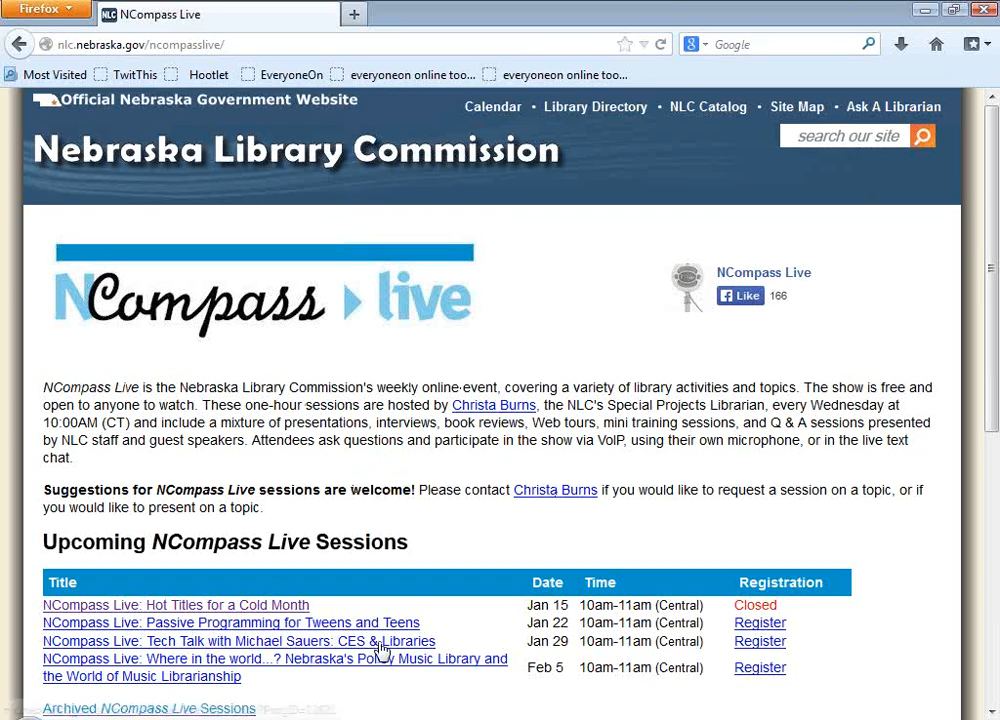 Firefox
NLC NCompass Live
nlc.nebraska.gov/ncompasslive/
Google
Most Visited TwitThis Hootlet EveryoneOn everyoneon online too... everyoneon online too...
Official Nebraska Government Website
Calendar • Library Directory • NLC Catalog • Site Map • Ask A Librarian
Nebraska Library Commission
search our site
NCompass live
NCompass Live
Like 166
NCompass Live is the Nebraska Library Commission's weekly online event, covering a variety of library activities and topics. The show is free and
open to anyone to watch. These one-hour sessions are hosted by Christa Burns, the NLC's Special Projects Librarian, every Wednesday at
10:00AM (CT) and include a mixture of presentations, interviews, book reviews, Web tours, mini training sessions, and Q & A sessions presented
by NLC staff and guest speakers. Attendees ask questions and participate in the show via VoIP, using their own microphone, or in the live text
chat.
Suggestions for NCompass Live sessions are welcome! Please contact Christa Burns if you would like to request a session on a topic, or if
you would like to present on a topic.
Upcoming NCompass Live Sessions
Title Date Time Registration
NCompass Live: Hot Titles for a Cold Month Jan 15 10am-11am (Central) Closed
NCompass Live: Passive Programming for Tweens and Teens Jan 22 10am-11am (Central) Register
NCompass Live: Tech Talk with Michael Sauers: CES & Libraries Jan 29 10am-11am (Central) Register
NCompass Live: Where in the world...? Nebraska's Polley Music Library and
the World of Music Librarianship Feb 5 10am-11am (Central) Register
Archived NCompass Live Sessions